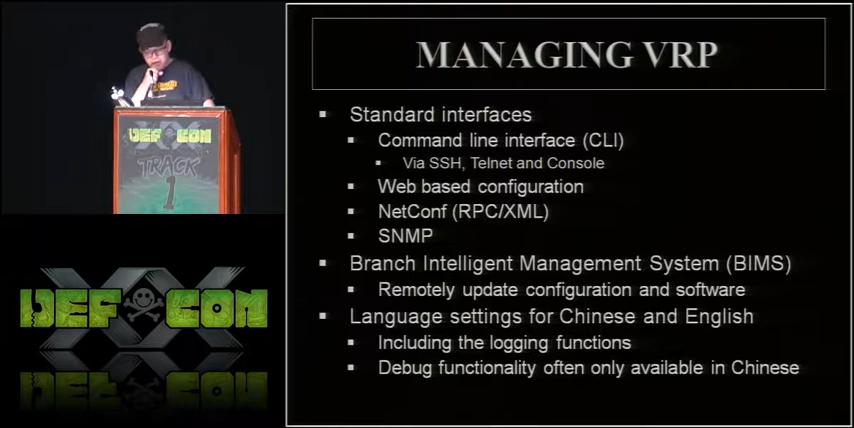 MANAGING VRP
▪ Standard interfaces
▪ Command line interface (CLI)
▪ Via SSH, Telnet and Console
▪ Web based configuration
▪ NetConf (RPC/XML)
▪ SNMP
▪ Branch Intelligent Management System (BIMS)
▪ Remotely update configuration and software
▪ Language settings for Chinese and English
▪ Including the logging functions
▪ Debug functionality often only available in Chinese
DEF CON
XX
TRACK
1
DEF CON
XX